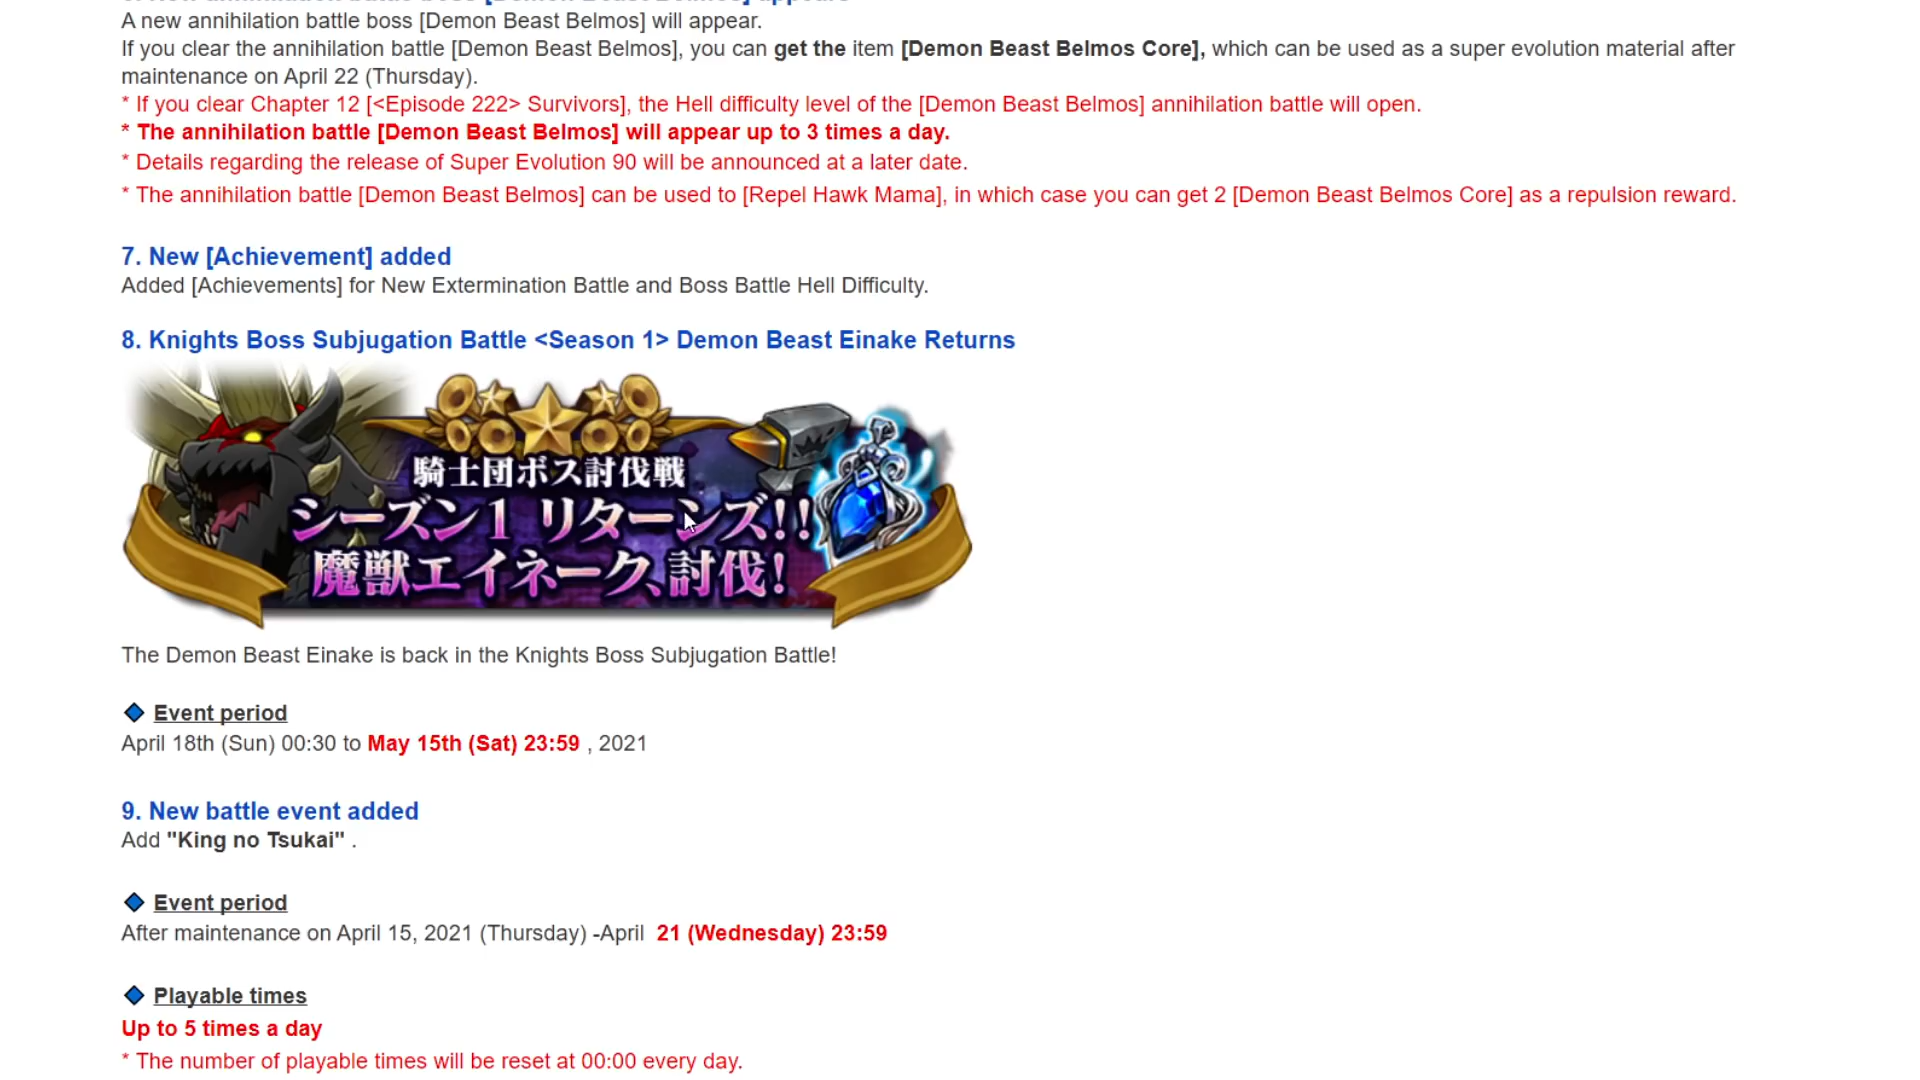 A new annihilation battle boss [Demon Beast Belmos] will appear.
If you clear the annihilation battle [Demon Beast Belmos], you can get the item [Demon Beast Belmos Core], which can be used as a super evolution material after
maintenance on April 22 (Thursday).
* If you clear Chapter 12 [<Episode 222> Survivors], the Hell difficulty level of the [Demon Beast Belmos] annihilation battle will open.
* The annihilation battle [Demon Beast Belmos] will appear up to 3 times a day.
* Details regarding the release of Super Evolution 90 will be announced at a later date.
* The annihilation battle [Demon Beast Belmos] can be used to [Repel Hawk Mama], in which case you can get 2 [Demon Beast Belmos Core] as a repulsion reward.
7. New [Achievement] added
Added [Achievements] for New Extermination Battle and Boss Battle Hell Difficulty.
8. Knights Boss Subjugation Battle <Season 1> Demon Beast Einake Returns
騎士団ボス討伐戦
シーズン1 リターンズ!!
魔獣エイネーク討伐!
The Demon Beast Einake is back in the Knights Boss Subjugation Battle!
Event period
April 18th (Sun) 00:30 to May 15th (Sat) 23:59 , 2021
9. New battle event added
Add "King no Tsukai" .
Event period
After maintenance on April 15, 2021 (Thursday) -April 21 (Wednesday) 23:59
Playable times
Up to 5 times a day
* The number of playable times will be reset at 00:00 every day.